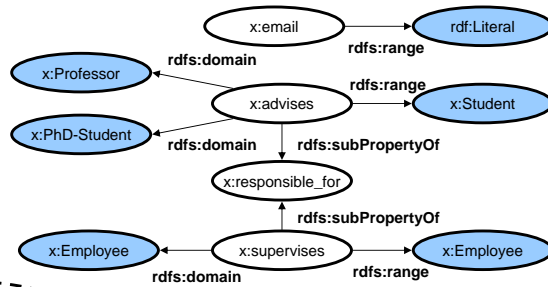 x:email
rdf:Literal
rdfs:domain
rdfs:range
x:Professor
rdfs:range
x:advises
x:Student
x:PhD-Student
rdfs:domain
rdfs:subPropertyOf
x:responsible_for
rdfs:subPropertyOf
x:Employee
x:supervises
x:Employee
rdfs:domain
rdfs:range